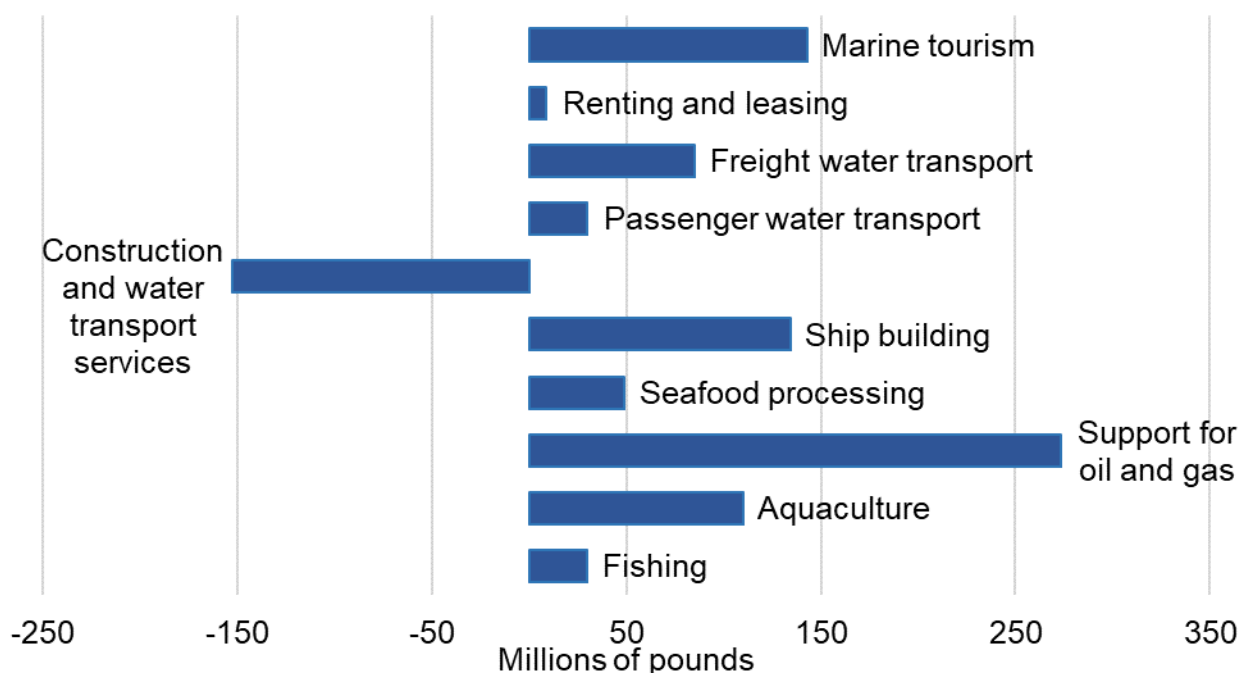 Marine tourism
Renting and leasing
Freight water transport
Passenger water transport
Construction
and water
transport
services
Ship building
Seafood processing
Support for
oil and gas
Aquaculture
Fishing
-250 -150 -50 50 150 250 350
Millions of pounds